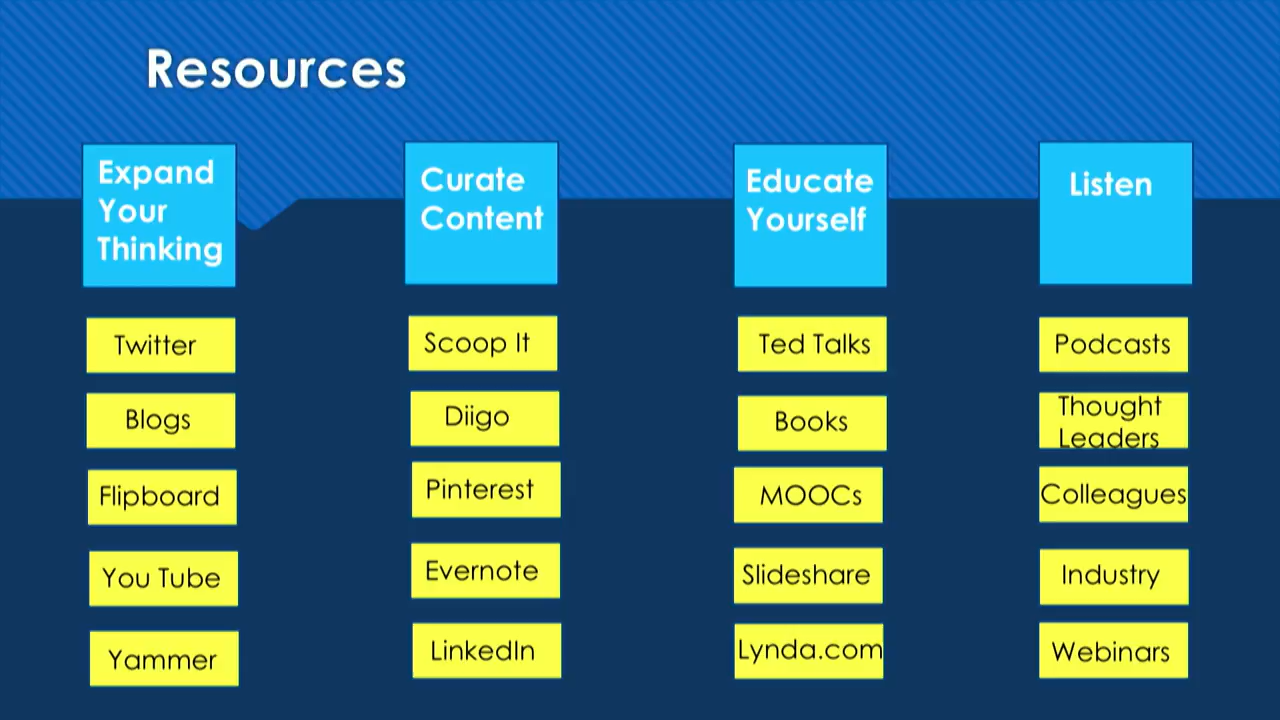 Resources
Expand
Your
Thinking
Twitter
Blogs
Flipboard
You Tube
Yammer
Curate
Content
Scoop It
Diigo
Pinterest
Evernote
LinkedIn
Educate
Yourself
Ted Talks
Books
MOOCs
Slideshare
Lynda.com
Listen
Podcasts
Thought
Leaders
Colleagues
Industry
Webinars